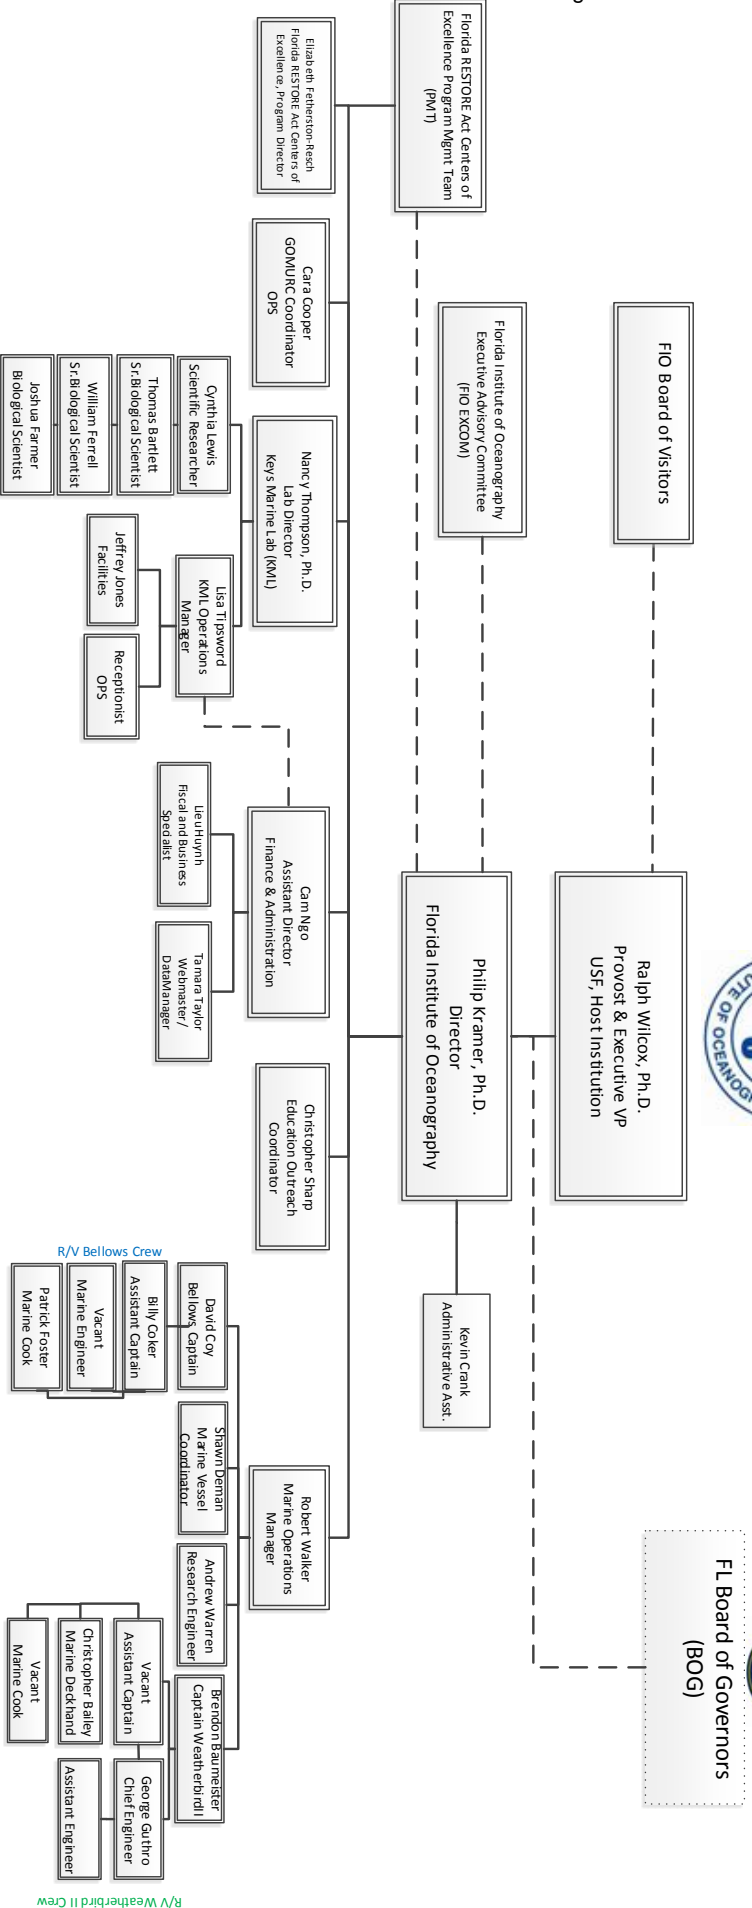 UTE OF OCEANOG
FL Board of Governors
(BOG)
FIO Board of Visitors
Ralph Wilcox, Ph.D.
Provost & Executive VP
USF, Host Institution
Florida Institute of Oceanography
Executive Advisory Committee
(FIO EXCOM)
Florida RESTORE Act Centers of
Excellence Program Mgmt Team
(PMT)
Philip Kramer, Ph.D.
Director
Florida Institute of Oceanography
Kevin Crank
Administrative Asst.
Elizabeth Fetherston-Resch
Florida RESTORE Act Centers of
Excellence, Program Director
Cara Cooper
GOMURC Coordinator
OPS
Nancy Thompson, Ph.D.
Lab Director
Keys Marine Lab (KML)
Cam Ngo
Assistant Director
Finance & Administration
Christopher Sharp
Education Outreach
Coordinator
Robert Walker
Marine Operations
Manager
Cynthia Lewis
Scientific Researcher
Thomas Bartlett
Sr.Biological Scientist
William Ferrell
Sr.Biological Scientist
Joshua Farmer
Biological Scientist
Lisa Tipsword
KML Operations
Manager
Jeffrey Jones
Facilities
Receptionist
OPS
Lieu Huynh
Fiscal and Business
Specialist
Tamara Taylor
Webmaster/
DataManager
David Coy
Bellows Captain
Billy Coker
Assistant Captain
Vacant
Marine Engineer
Patrick Foster
Marine Cook
R/V Bellows Crew
Shawn Deman
Marine Vessel
Coordinator
Andrew Warren
Research Engineer
Brendon Baumeister
Captain WeatherbirdII
Vacant
Assistant Captain
Christopher Bailey
Marine Deckhand
Vacant
Marine Cook
George Guthro
Chief Engineer
Assistant Engineer
R/V Weatherbird II Crew